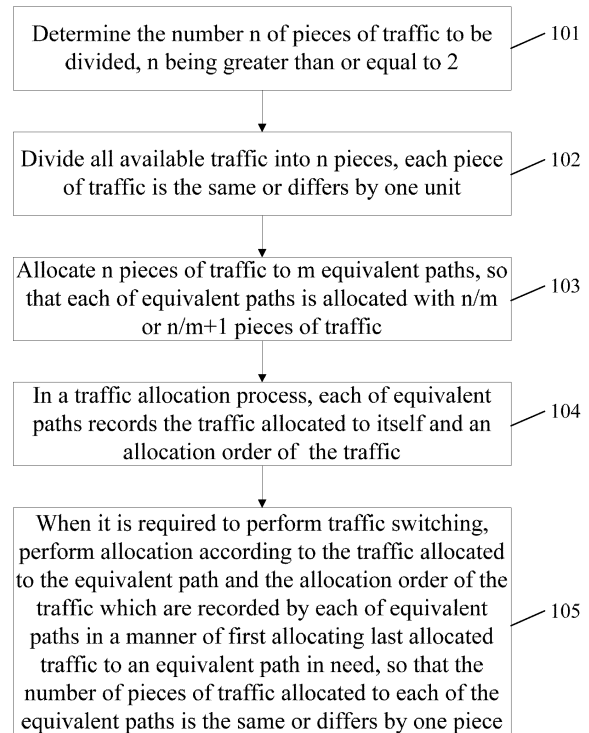 Determine the number n of pieces of traffic to be
divided, n being greater than or equal to 2
101
Divide all available traffic into n pieces, each piece
of traffic is the same or differs by one unit
102
Allocate n pieces of traffic to m equivalent paths, so
that each of equivalent paths is allocated with n/m
or n/m+1 pieces of traffic
103
In a traffic allocation process, each of equivalent
paths records the traffic allocated to itself and an
allocation order of the traffic
104
When it is required to perform traffic switching,
perform allocation according to the traffic allocated
to the equivalent path and the allocation order of the
traffic which are recorded by each of equivalent
paths in a manner of first allocating last allocated
traffic to an equivalent path in need, so that the
number of pieces of traffic allocated to each of the
equivalent paths is the same or differs by one piece
105